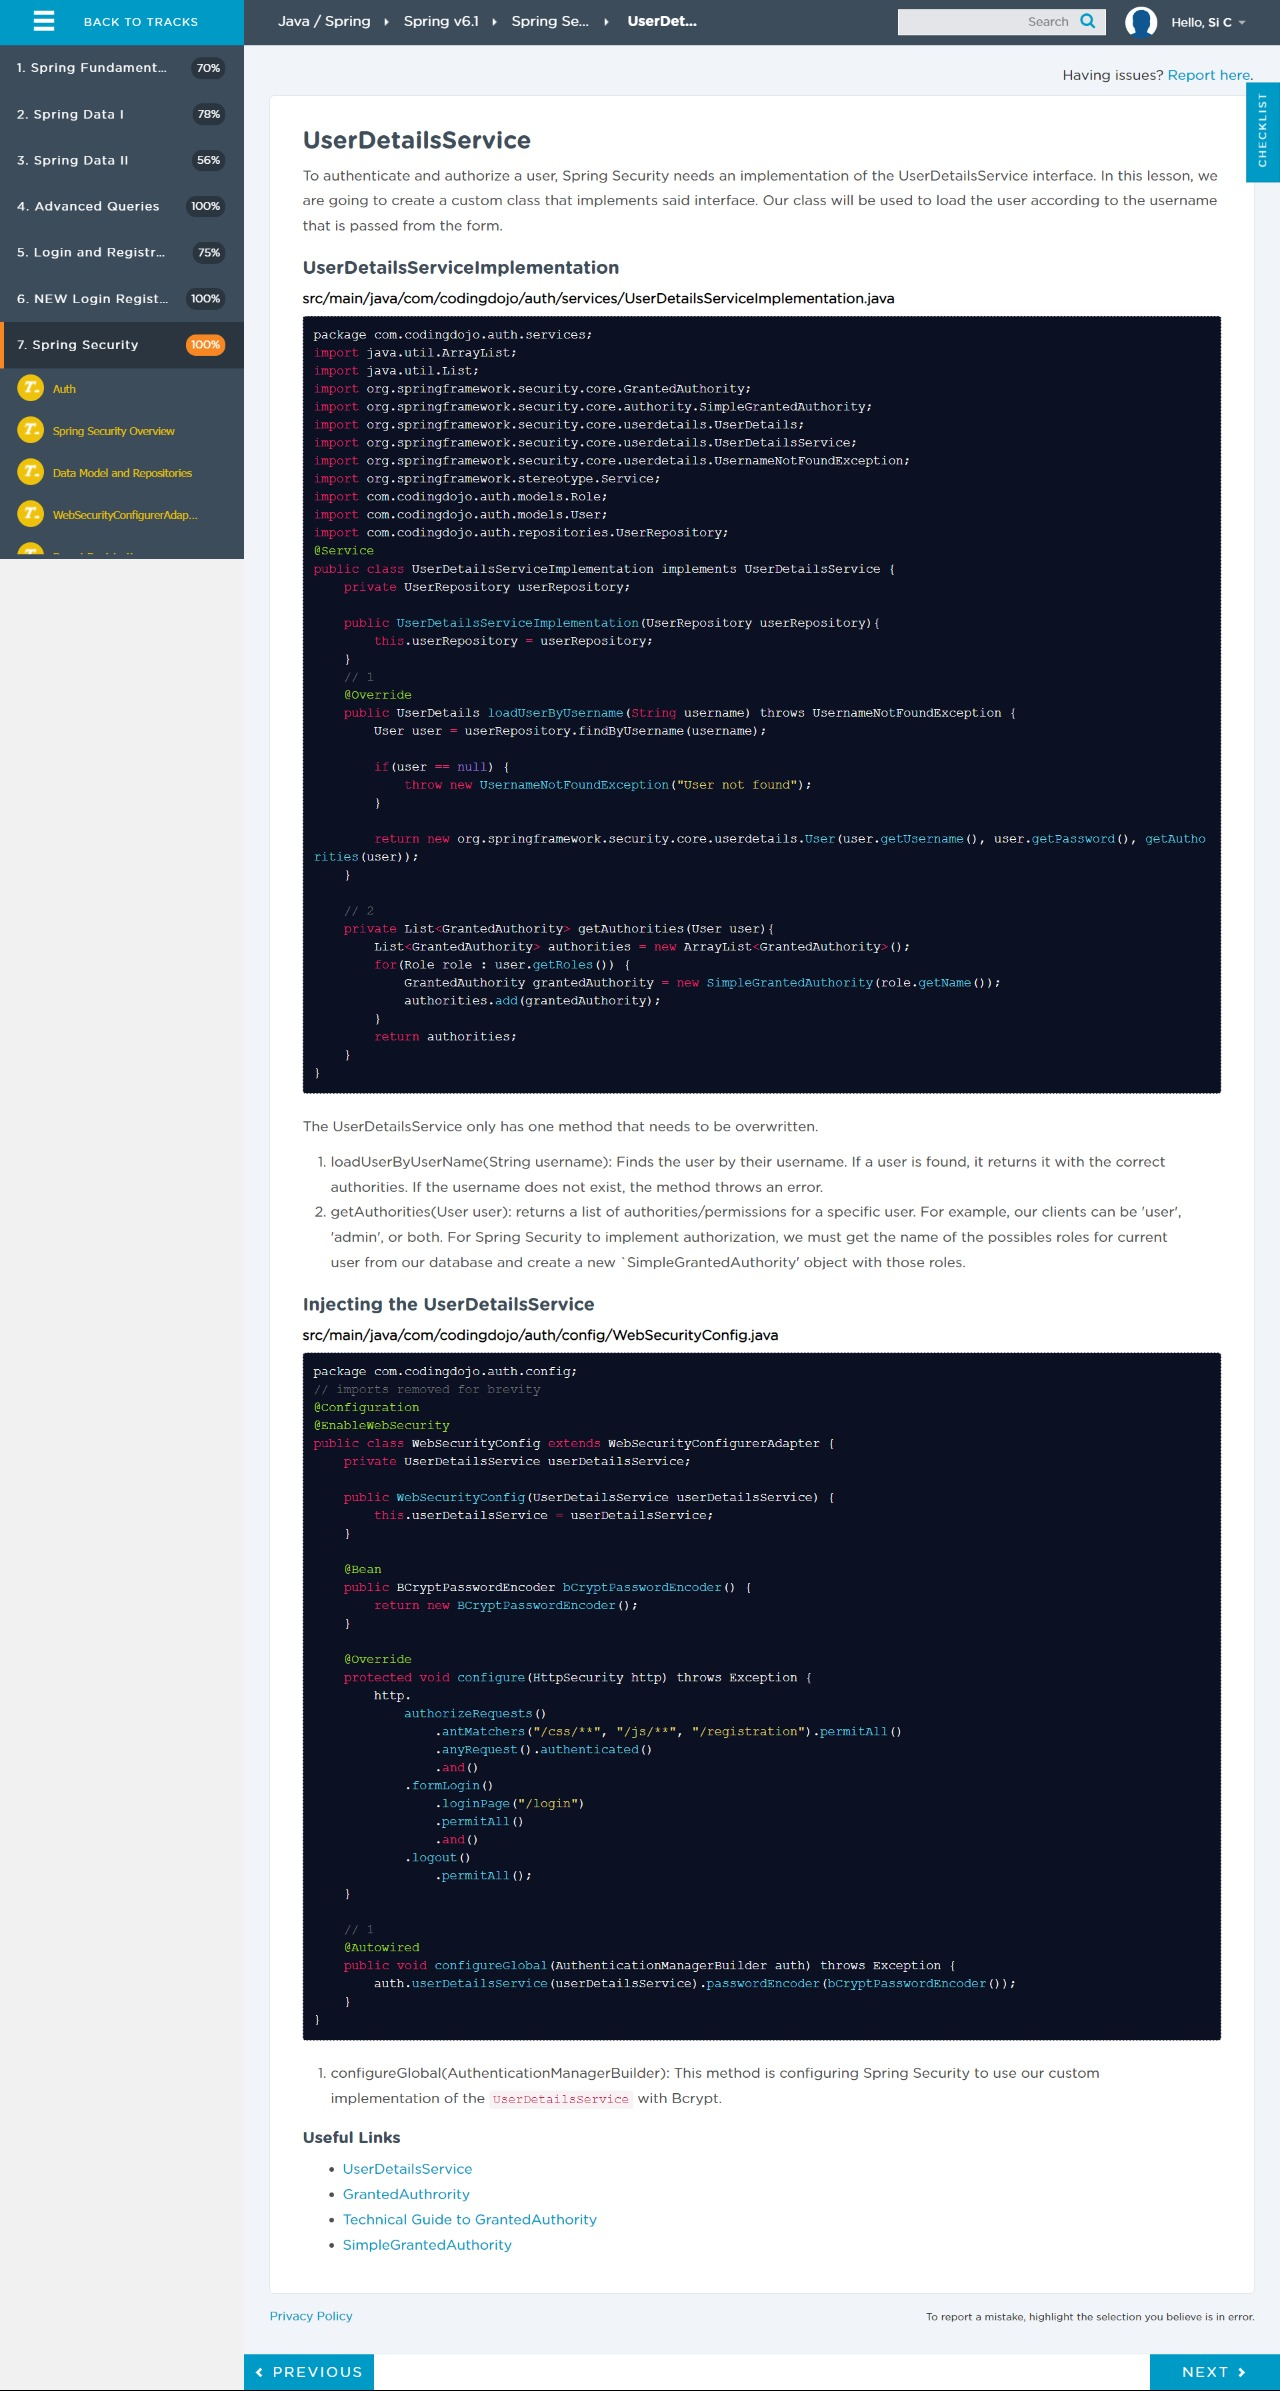 BACK TO TRACKS
Java / Spring
Spring v6.1
Spring Se...
UserDet...
Search
Hello, Si C
1. Spring Fundament... 70%
2. Spring Data I 78%
3. Spring Data II 56%
4. Advanced Queries 100%
5. Login and Registr... 75%
6. NEW Login Regist... 100%
7. Spring Security 100%
T. Auth
T. Spring Security Overview
T. Data Model and Repositories
T. WebSecurityConfigurerAdap...
Having issues? Report here.
CHECKLIST
UserDetailsService
To authenticate and authorize a user, Spring Security needs an implementation of the UserDetailsService interface. In this lesson, we
are going to create a custom class that implements said interface. Our class will be used to load the user according to the username
that is passed from the form.
UserDetailsServiceImplementation
src/main/java/com/codingdojo/auth/services/UserDetailsServiceImplementation.java
package com.codingdojo.auth.services;
import java.util.ArrayList;
import java.util.List;
import org.springframework.security.core.GrantedAuthority;
import org.springframework.security.core.authority.SimpleGrantedAuthority;
import org.springframework.security.core.userdetails.UserDetails;
import org.springframework.security.core.userdetails.UserDetailsService;
import org.springframework.security.core.userdetails.UsernameNotFoundException;
import org.springframework.stereotype.Service;
import com.codingdojo.auth.models.Role;
import com.codingdojo.auth.models.User;
import com.codingdojo.auth.repositories.UserRepository;
@Service
public class UserDetailsServiceImplementation implements UserDetailsService {
private UserRepository userRepository;
public UserDetailsServiceImplementation(UserRepository userRepository){
this.userRepository = userRepository;
}
// 1
@Override
public UserDetails loadUserByUsername(String username) throws UsernameNotFoundException {
User user = userRepository.findByUsername(username);
if(user == null) {
throw new UsernameNotFoundException("User not found");
}
return new org.springframework.security.core.userdetails.User(user.getUsername(), user.getPassword(), getAutho
rities(user));
}
// 2
private List<GrantedAuthority> getAuthorities(User user){
List<GrantedAuthority> authorities = new ArrayList<GrantedAuthority>();
for(Role role : user.getRoles()) {
GrantedAuthority grantedAuthority = new SimpleGrantedAuthority(role.getName());
authorities.add(grantedAuthority);
}
return authorities;
}
}
The UserDetailsService only has one method that needs to be overwritten.
1. loadUserByUserName(String username): Finds the user by their username. If a user is found, it returns it with the correct
authorities. If the username does not exist, the method throws an error.
2. getAuthorities(User user): returns a list of authorities/permissions for a specific user. For example, our clients can be 'user',
'admin', or both. For Spring Security to implement authorization, we must get the name of the possibles roles for current
user from our database and create a new `SimpleGrantedAuthority' object with those roles.
Injecting the UserDetailsService
src/main/java/com/codingdojo/auth/config/WebSecurityConfig.java
package com.codingdojo.auth.config;
// imports removed for brevity
@Configuration
@EnableWebSecurity
public class WebSecurityConfig extends WebSecurityConfigurerAdapter {
private UserDetailsService userDetailsService;
public WebSecurityConfig(UserDetailsService userDetailsService) {
this.userDetailsService = userDetailsService;
}
@Bean
public BCryptPasswordEncoder bCryptPasswordEncoder() {
return new BCryptPasswordEncoder();
}
@Override
protected void configure(HttpSecurity http) throws Exception {
http.
authorizeRequests()
.antMatchers("/css/**", "/js/**", "/registration").permitAll()
.anyRequest().authenticated()
.and()
.formLogin()
.loginPage("/login")
.permitAll()
.and()
.logout()
.permitAll();
}
// 1
@Autowired
public void configureGlobal(AuthenticationManagerBuilder auth) throws Exception {
auth.userDetailsService(userDetailsService).passwordEncoder(bCryptPasswordEncoder());
}
}
1. configureGlobal(AuthenticationManagerBuilder): This method is configuring Spring Security to use our custom
implementation of the UserDetailsService with Bcrypt.
Useful Links
• UserDetailsService
• GrantedAuthrority
• Technical Guide to GrantedAuthority
• SimpleGrantedAuthority
Privacy Policy
To report a mistake, highlight the selection you believe is in error.
PREVIOUS
NEXT